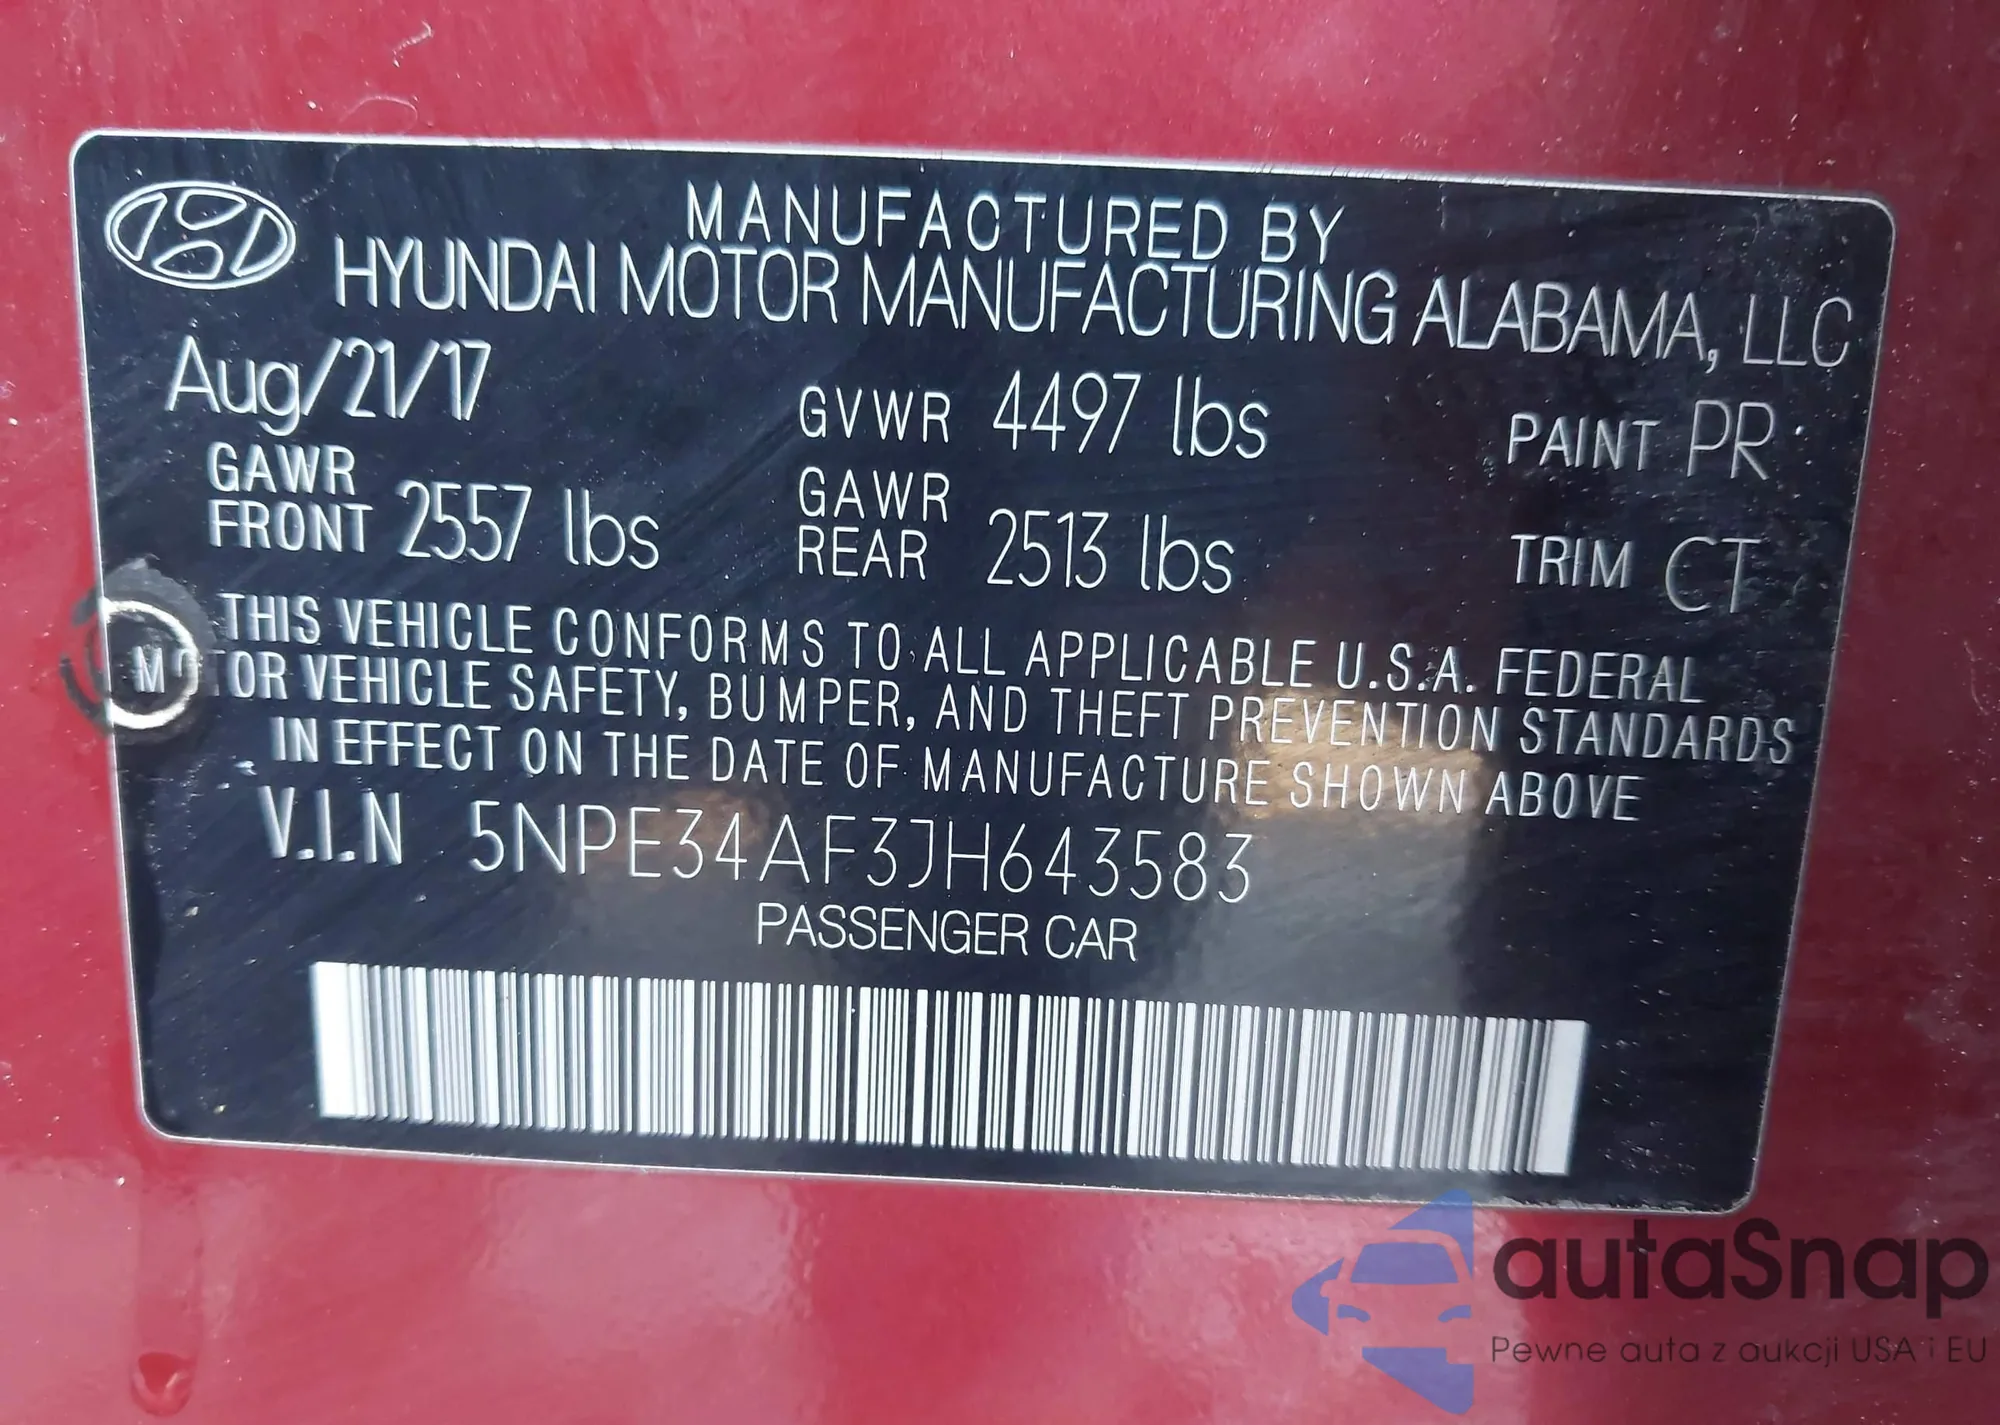 MANUFACTURED BY
HYUNDAI MOTOR MANUFACTURING ALABAMA, LLC
Aug/21/17 GVWR 4497 lbs PAINT PR
GAWR FRONT 2557 lbs GAWR REAR 2513 lbs TRIM CT
THIS VEHICLE CONFORMS TO ALL APPLICABLE U.S.A. FEDERAL
MOTOR VEHICLE SAFETY, BUMPER, AND THEFT PREVENTION STANDARDS
IN EFFECT ON THE DATE OF MANUFACTURE SHOWN ABOVE
V.I.N 5NPE34AF3JH643583
PASSENGER CAR
autaSnap
Pewne auta z aukcji USA i EU